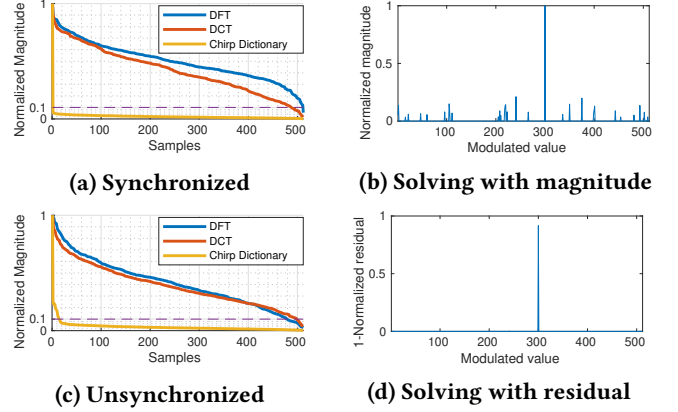 1
0.1
0
Normalized Magnitude
0 100 200 300 400 500
Samples
DFT
DCT
Chirp Dictionary
(a) Synchronized
1
0.5
0
Normalized Magnitude
100 200 300 400 500
Modulated value
(b) Solving with magnitude
1
0.1
0
Normalized Magnitude
0 100 200 300 400 500
Samples
DFT
DCT
Chirp Dictionary
(c) Unsynchronized
1
0.5
0
1-Normalized residual
100 200 300 400 500
Modulated value
(d) Solving with residual